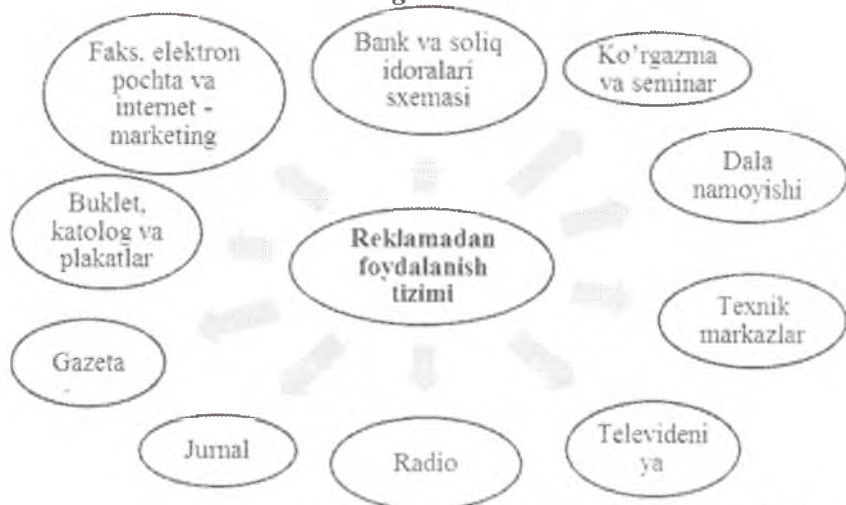 Faks. elektron
pochta va
internet -
marketing
Bank va soliq
idoralari
sxemasi
Ko'rgazma
va seminar
Dala
namoyishi
Buklet,
katolog va
plakatlar
Reklamadan
foydalanish
tizimi
Texnik
markazlar
Gazeta
Jurnal
Radio
Televideni
ya